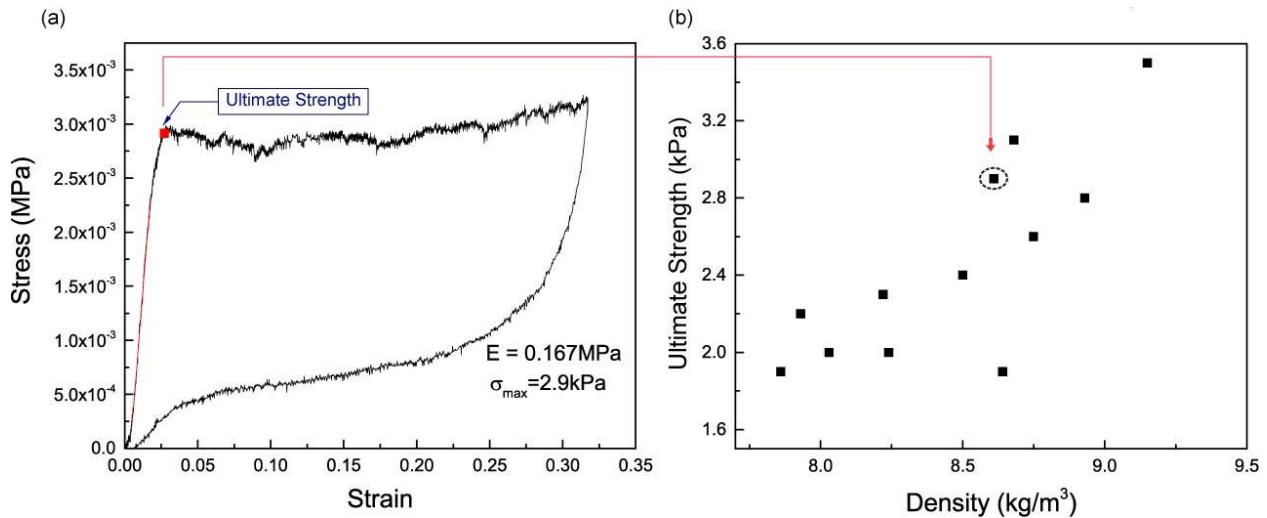 (a)
Stress (MPa)
3.5x10⁻³
3.0x10⁻³
2.5x10⁻³
2.0x10⁻³
1.5x10⁻³
1.0x10⁻³
5.0x10⁻⁴
0.0
Ultimate Strength
E = 0.167MPa
σmax=2.9kPa
0.00 0.05 0.10 0.15 0.20 0.25 0.30 0.35
Strain
(b)
Ultimate Strength (kPa)
3.6
3.2
2.8
2.4
2.0
1.6
8.0 8.5 9.0 9.5
Density (kg/m³)